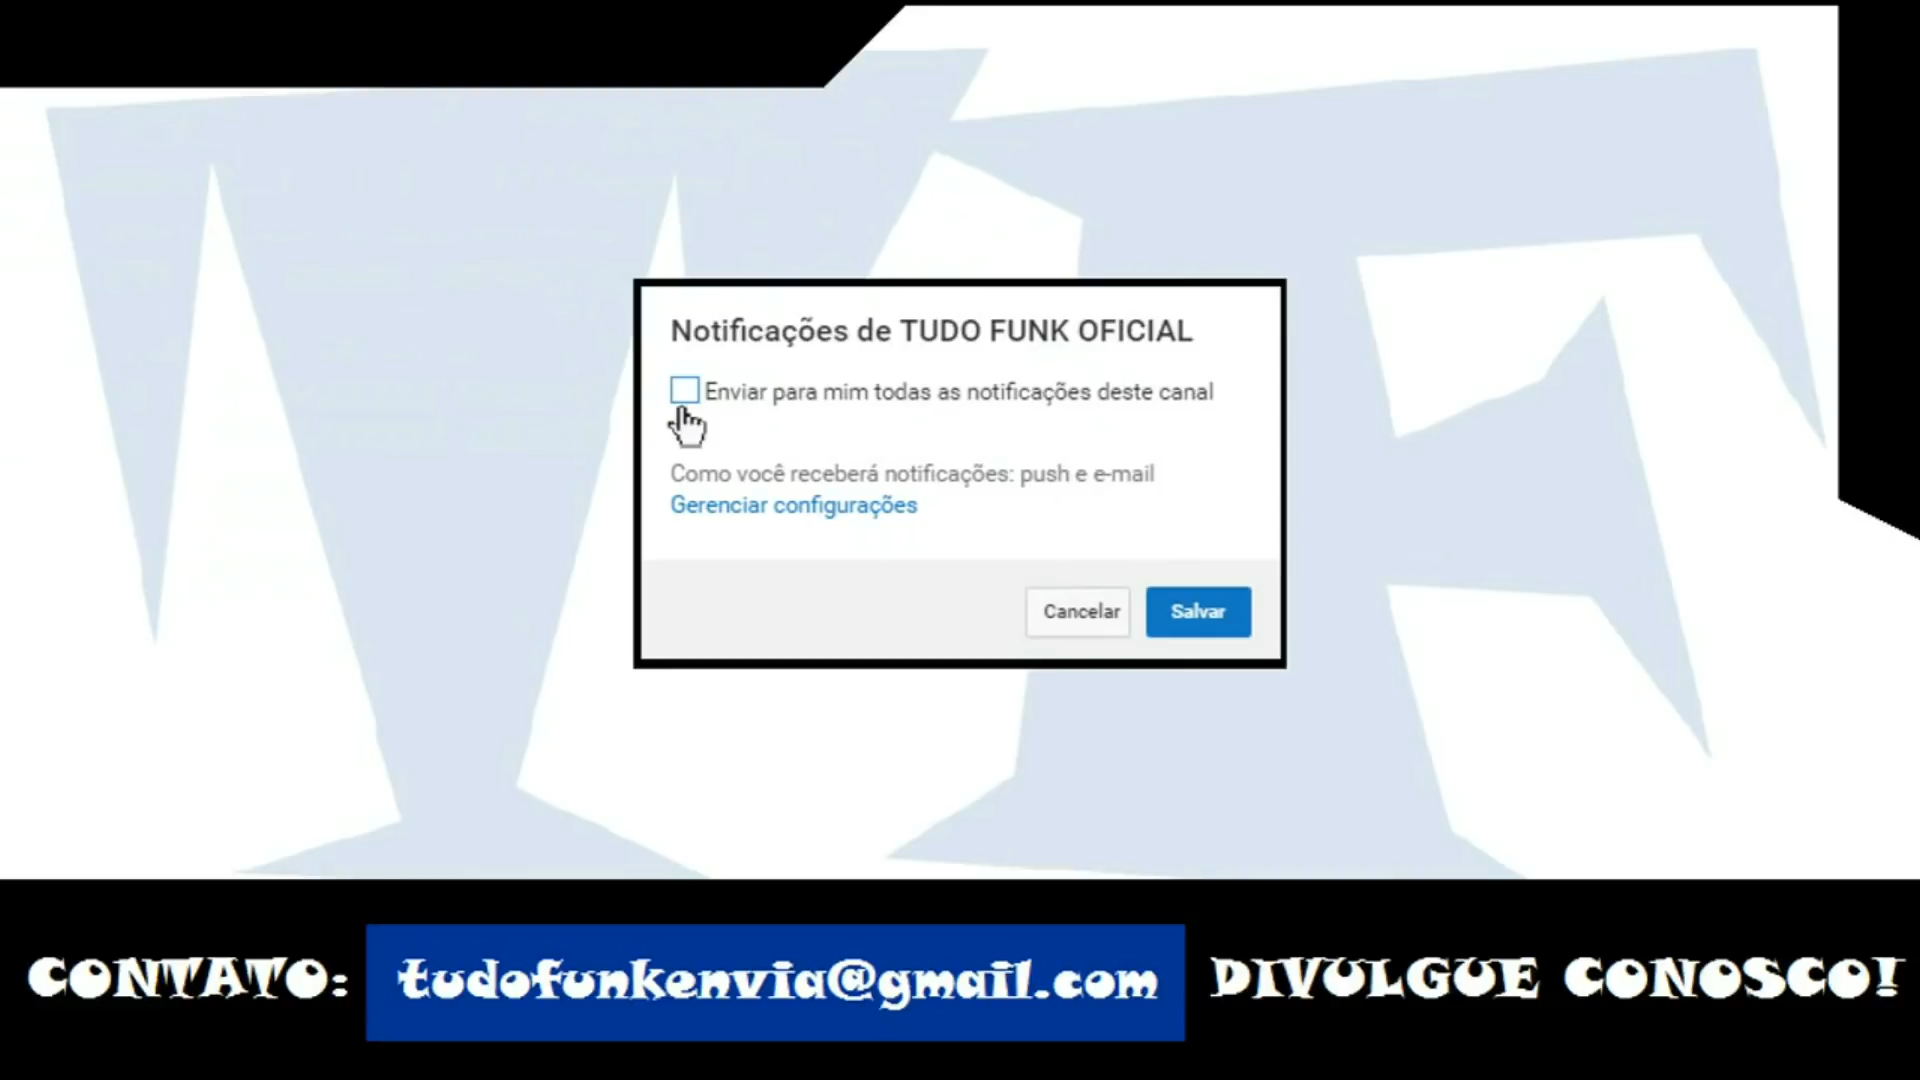 Notificações de TUDO FUNK OFICIAL
Enviar para mim todas as notificações deste canal
Como você receberá notificações: push e e-mail
Gerenciar configurações
Cancelar
Salvar
CONTATO: tudofunkenvia@gmail.com DIVULGUE CONOSCO!